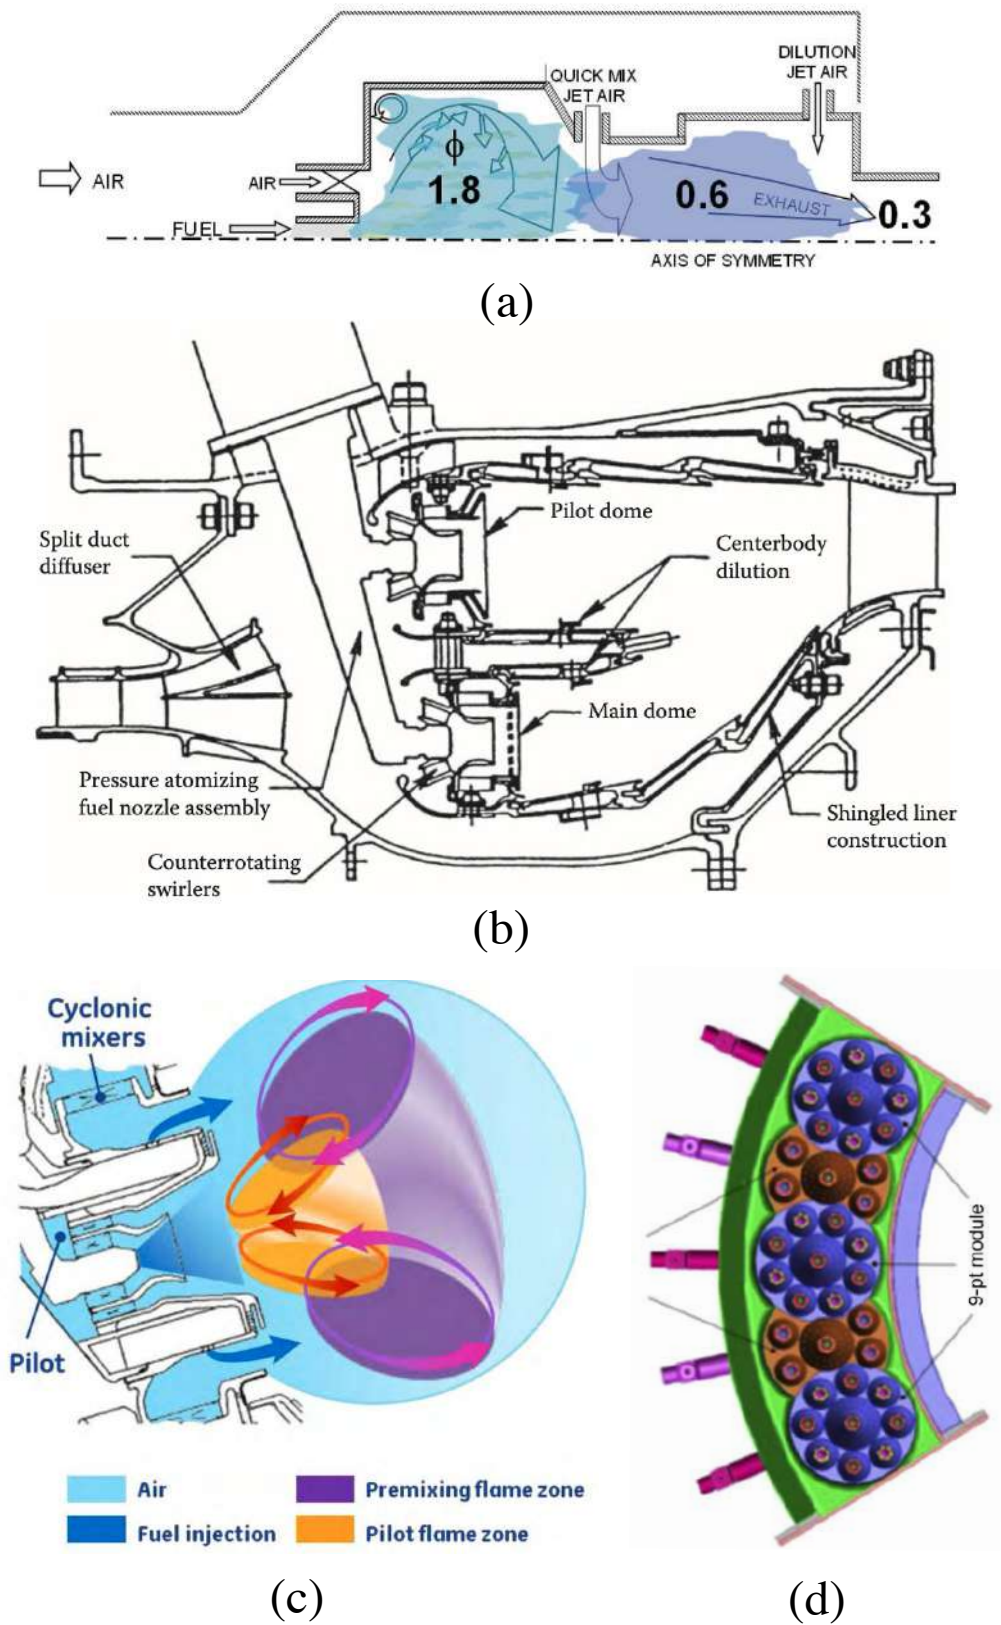 DILUTION
JET AIR
QUICK MIX
JET AIR
ϕ
AIR
AIR
1.8
0.6
EXHAUST
0.3
FUEL
AXIS OF SYMMETRY
(a)
Pilot dome
Split duct
diffuser
Centerbody
dilution
Main dome
Pressure atomizing
fuel nozzle assembly
Shingled liner
construction
Counterrotating
swirlers
(b)
Cyclonic
mixers
Pilot
9-pt module
Air
Premixing flame zone
Fuel injection
Pilot flame zone
(c)
(d)